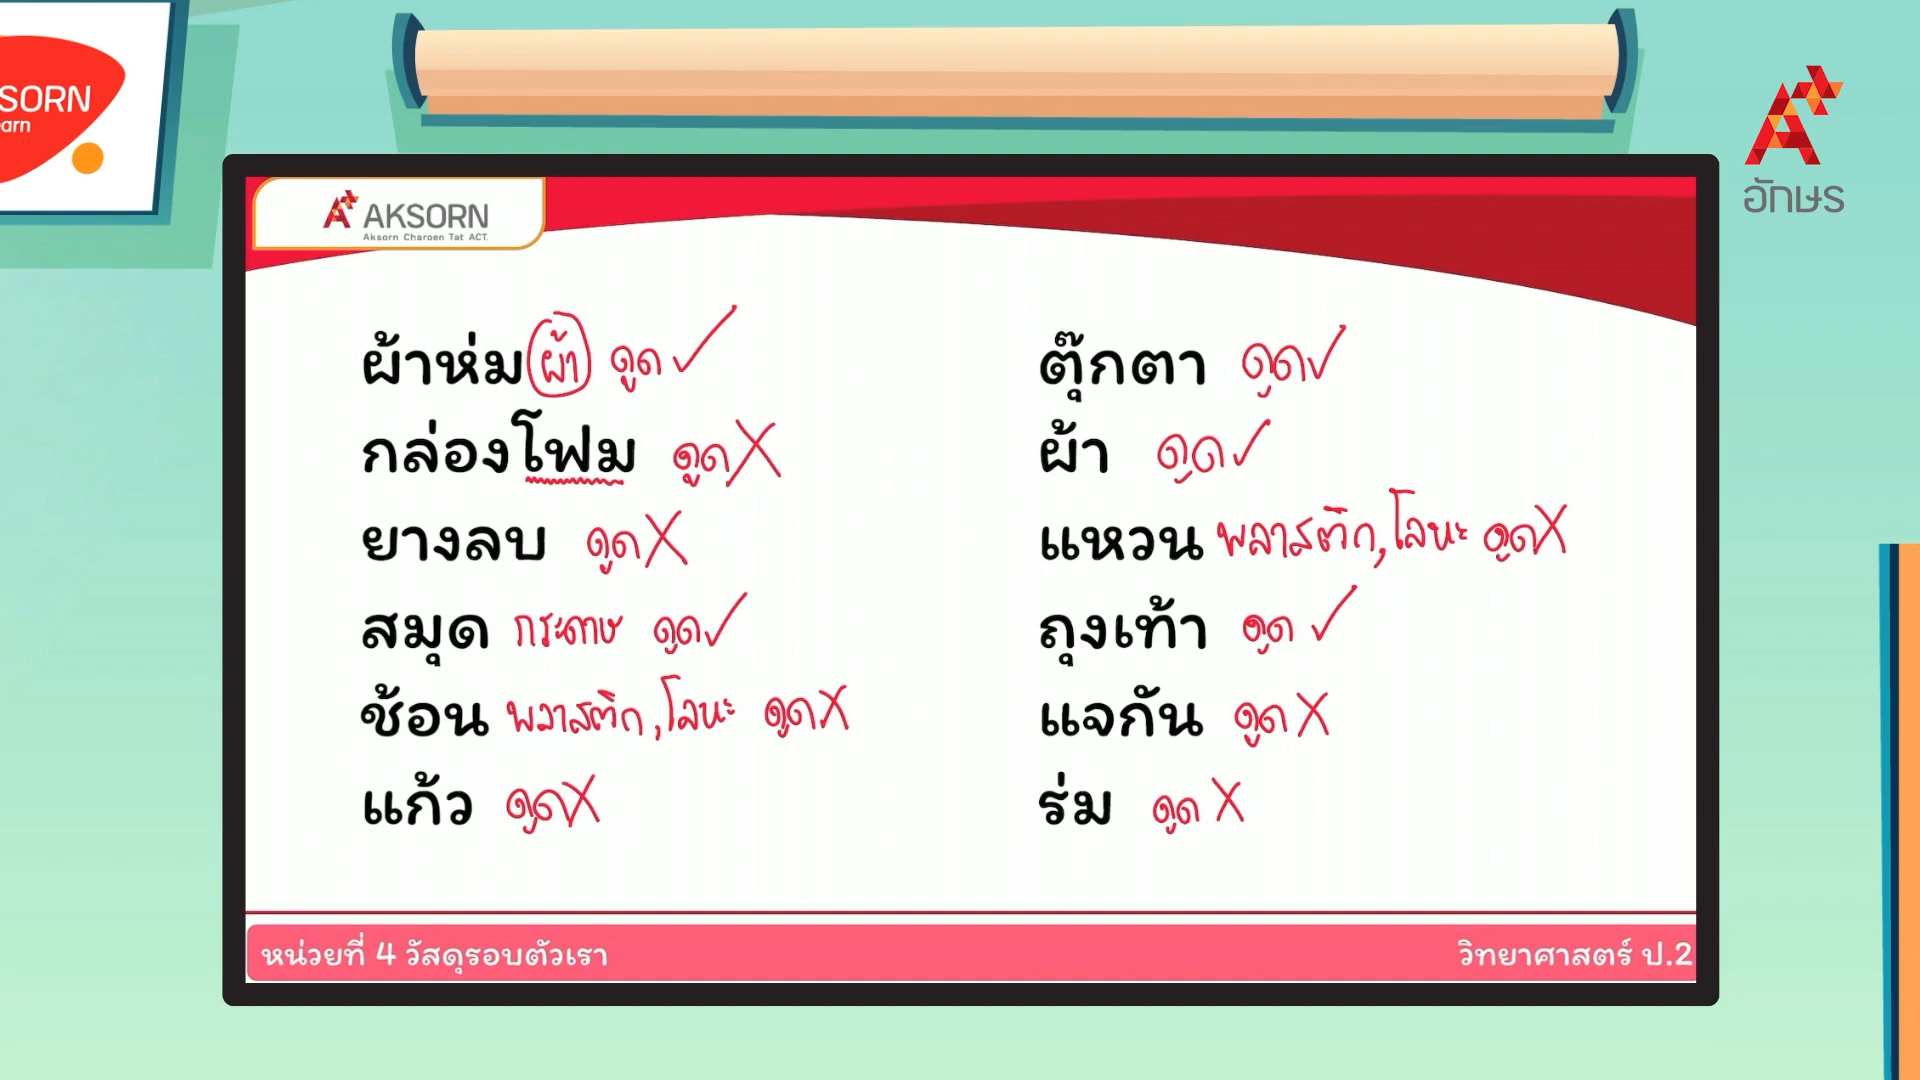 SORN
earn
อักษร
AKSORN
Aksorn Charoen Tat ACT.
ผ้าห่ม ผ้า ดูด ✓
กล่องโฟม ดูด X
ยางลบ ดูด X
สมุด กระดาษ ดูด ✓
ช้อน พลาสติก, โลหะ ดูด X
แก้ว ดูด X
ตุ๊กตา ดูด ✓
ผ้า ดูด ✓
แหวน พลาสติก, โลหะ ดูด X
ถุงเท้า ดูด ✓
แจกัน ดูด X
ร่ม ดูด X
หน่วยที่ 4 วัสดุรอบตัวเรา
วิทยาศาสตร์ ป.2